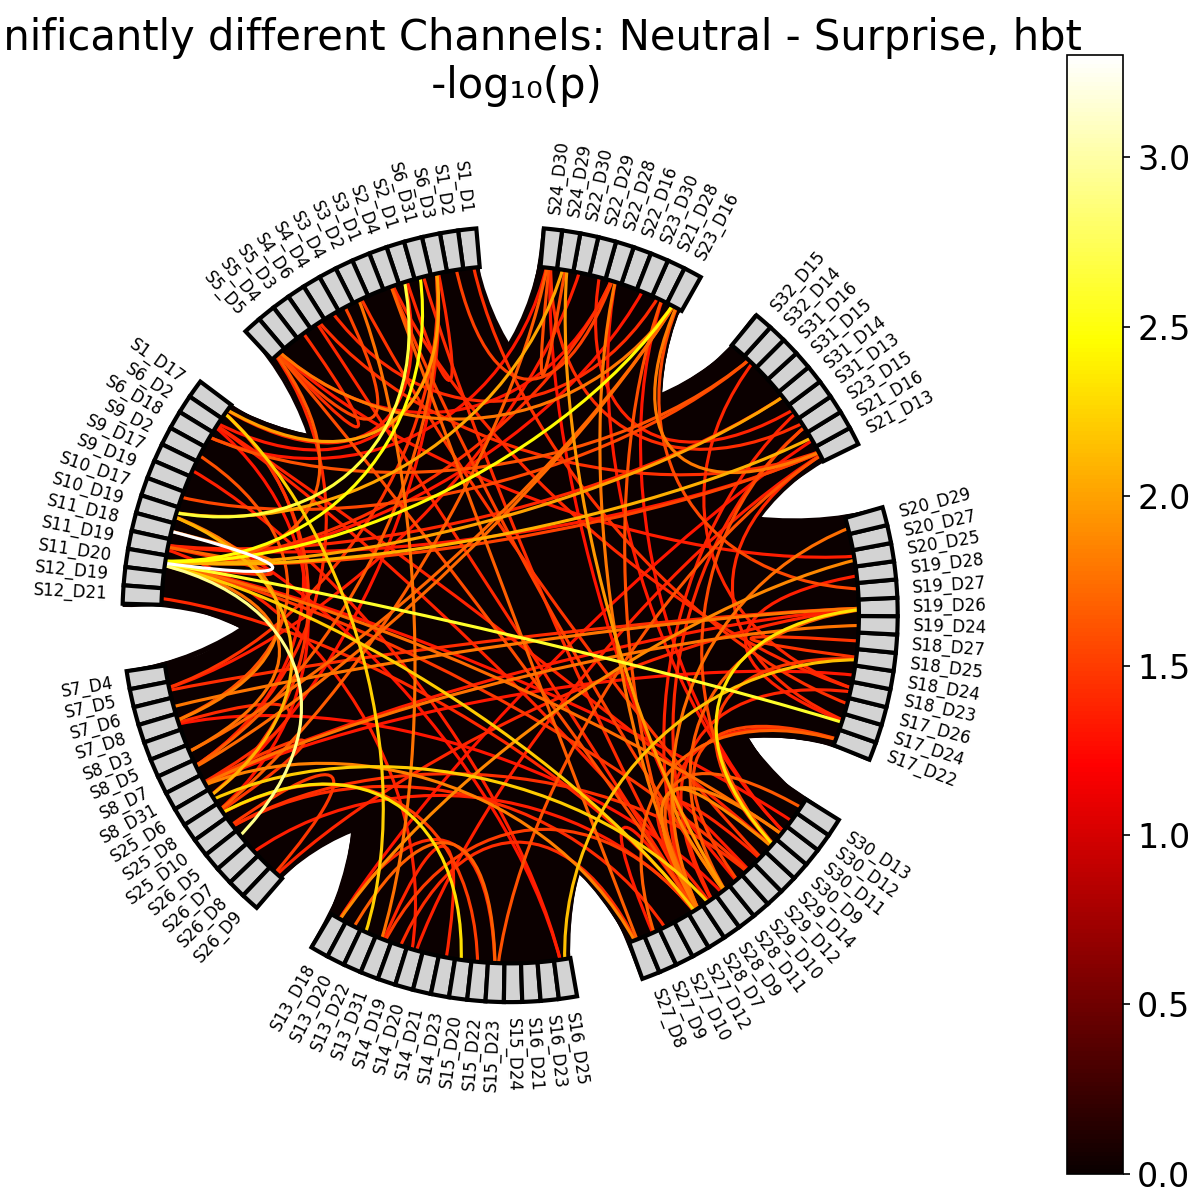 nificantly different Channels: Neutral - Surprise, hbt
-log₁₀(p)
S1_D1
S1_D2
S6_D3
S6_D31
S2_D1
S2_D4
S3_D1
S3_D2
S3_D4
S4_D4
S4_D6
S5_D3
S5_D4
S5_D5
S1_D17
S6_D2
S6_D18
S9_D2
S9_D17
S9_D19
S10_D17
S10_D19
S11_D18
S11_D19
S11_D20
S12_D19
S12_D21
S7_D4
S7_D5
S7_D6
S7_D8
S8_D3
S8_D5
S8_D7
S8_D31
S25_D6
S25_D8
S25_D10
S26_D5
S26_D7
S26_D8
S26_D9
S13_D18
S13_D20
S13_D22
S13_D31
S14_D19
S14_D20
S14_D21
S14_D23
S15_D20
S15_D22
S15_D23
S15_D24
S16_D21
S16_D23
S16_D25
S27_D8
S27_D9
S27_D10
S27_D12
S28_D7
S28_D9
S28_D11
S29_D10
S29_D12
S29_D14
S30_D9
S30_D11
S30_D12
S30_D13
S17_D22
S17_D24
S17_D26
S18_D23
S18_D24
S18_D25
S18_D27
S19_D24
S19_D26
S19_D27
S19_D28
S20_D25
S20_D27
S20_D29
S21_D13
S21_D16
S23_D15
S31_D13
S31_D14
S31_D15
S31_D16
S32_D14
S32_D15
S23_D16
S21_D28
S23_D30
S22_D16
S22_D28
S22_D29
S22_D30
S24_D29
S24_D30
3.0
2.5
2.0
1.5
1.0
0.5
0.0